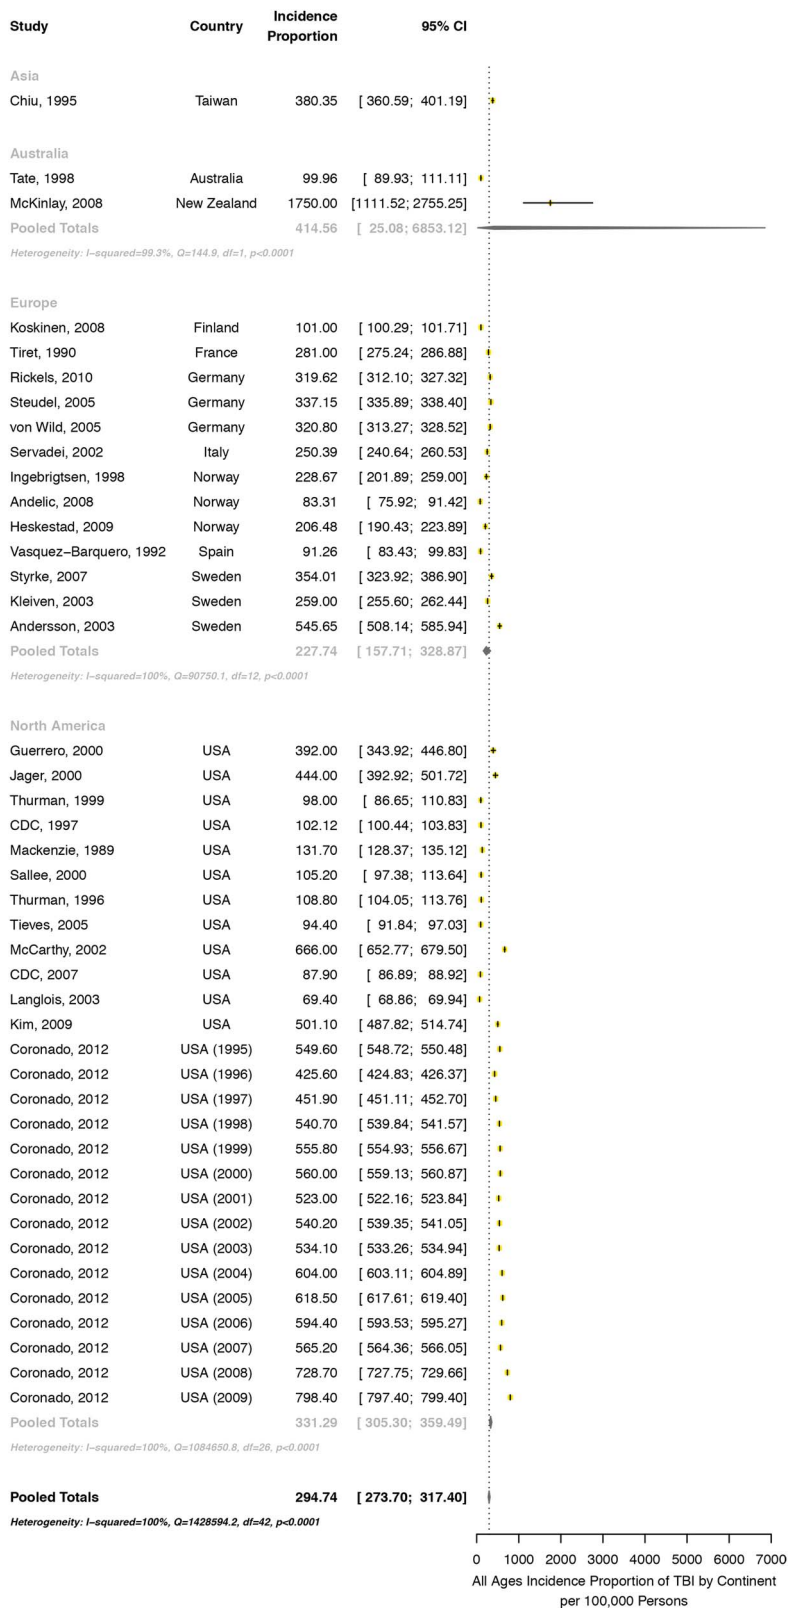 Study Country Incidence Proportion 95% CI
Asia
Chiu, 1995 Taiwan 380.35 [ 360.59; 401.19]
Australia
Tate, 1998 Australia 99.96 [ 89.93; 111.11]
McKinlay, 2008 New Zealand 1750.00 [1111.52; 2755.25]
Pooled Totals 414.56 [ 25.08; 6853.12]
Heterogeneity: I−squared=99.3%, Q=144.9, df=1, p<0.0001
Europe
Koskinen, 2008 Finland 101.00 [ 100.29; 101.71]
Tiret, 1990 France 281.00 [ 275.24; 286.88]
Rickels, 2010 Germany 319.62 [ 312.10; 327.32]
Steudel, 2005 Germany 337.15 [ 335.89; 338.40]
von Wild, 2005 Germany 320.80 [ 313.27; 328.52]
Servadei, 2002 Italy 250.39 [ 240.64; 260.53]
Ingebrigtsen, 1998 Norway 228.67 [ 201.89; 259.00]
Andelic, 2008 Norway 83.31 [ 75.92; 91.42]
Heskestad, 2009 Norway 206.48 [ 190.43; 223.89]
Vasquez−Barquero, 1992 Spain 91.26 [ 83.43; 99.83]
Styrke, 2007 Sweden 354.01 [ 323.92; 386.90]
Kleiven, 2003 Sweden 259.00 [ 255.60; 262.44]
Andersson, 2003 Sweden 545.65 [ 508.14; 585.94]
Pooled Totals 227.74 [ 157.71; 328.87]
Heterogeneity: I−squared=100%, Q=90750.1, df=12, p<0.0001
North America
Guerrero, 2000 USA 392.00 [ 343.92; 446.80]
Jager, 2000 USA 444.00 [ 392.92; 501.72]
Thurman, 1999 USA 98.00 [ 86.65; 110.83]
CDC, 1997 USA 102.12 [ 100.44; 103.83]
Mackenzie, 1989 USA 131.70 [ 128.37; 135.12]
Sallee, 2000 USA 105.20 [ 97.38; 113.64]
Thurman, 1996 USA 108.80 [ 104.05; 113.76]
Tieves, 2005 USA 94.40 [ 91.84; 97.03]
McCarthy, 2002 USA 666.00 [ 652.77; 679.50]
CDC, 2007 USA 87.90 [ 86.89; 88.92]
Langlois, 2003 USA 69.40 [ 68.86; 69.94]
Kim, 2009 USA 501.10 [ 487.82; 514.74]
Coronado, 2012 USA (1995) 549.60 [ 548.72; 550.48]
Coronado, 2012 USA (1996) 425.60 [ 424.83; 426.37]
Coronado, 2012 USA (1997) 451.90 [ 451.11; 452.70]
Coronado, 2012 USA (1998) 540.70 [ 539.84; 541.57]
Coronado, 2012 USA (1999) 555.80 [ 554.93; 556.67]
Coronado, 2012 USA (2000) 560.00 [ 559.13; 560.87]
Coronado, 2012 USA (2001) 523.00 [ 522.16; 523.84]
Coronado, 2012 USA (2002) 540.20 [ 539.35; 541.05]
Coronado, 2012 USA (2003) 534.10 [ 533.26; 534.94]
Coronado, 2012 USA (2004) 604.00 [ 603.11; 604.89]
Coronado, 2012 USA (2005) 618.50 [ 617.61; 619.40]
Coronado, 2012 USA (2006) 594.40 [ 593.53; 595.27]
Coronado, 2012 USA (2007) 565.20 [ 564.36; 566.05]
Coronado, 2012 USA (2008) 728.70 [ 727.75; 729.66]
Coronado, 2012 USA (2009) 798.40 [ 797.40; 799.40]
Pooled Totals 331.29 [ 305.30; 359.49]
Heterogeneity: I−squared=100%, Q=1084650.8, df=26, p<0.0001
Pooled Totals 294.74 [ 273.70; 317.40]
Heterogeneity: I−squared=100%, Q=1428594.2, df=42, p<0.0001
0 1000 2000 3000 4000 5000 6000 7000
All Ages Incidence Proportion of TBI by Continent
per 100,000 Persons